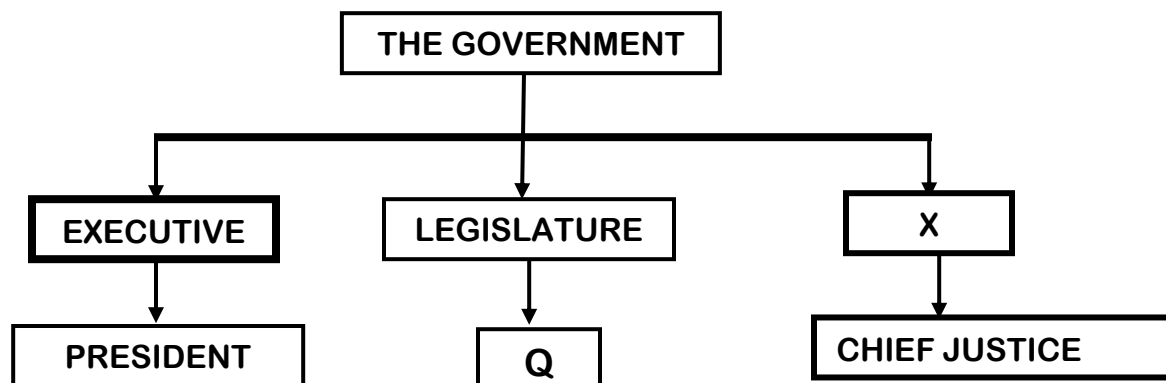 THE GOVERNMENT
EXECUTIVE
LEGISLATURE
X
PRESIDENT
Q
CHIEF JUSTICE